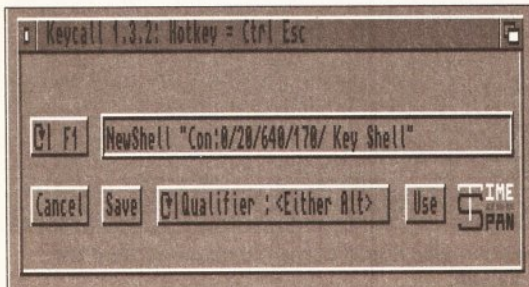 Keycall 1.3.2: Hotkey = Ctrl Esc
F1 NewShell "Con:0/20/640/170/ Key Shell"
Cancel Save Qualifier : <Either Alt> Use TIME SPAN